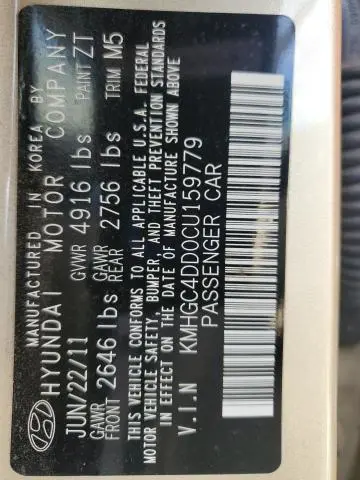 MANUFACTURED IN KOREA BY
HYUNDAI MOTOR COMPANY
JUN/22/11 GVWR 4916 lbs PAINT ZT
GAWR FRONT 2646 lbs GAWR REAR 2756 lbs TRIM M5
THIS VEHICLE CONFORMS TO ALL APPLICABLE U.S.A. FEDERAL
MOTOR VEHICLE SAFETY, BUMPER, AND THEFT PREVENTION STANDARDS
IN EFFECT ON THE DATE OF MANUFACTURE SHOWN ABOVE
V.I.N KMHGC4DD0CU159779
PASSENGER CAR